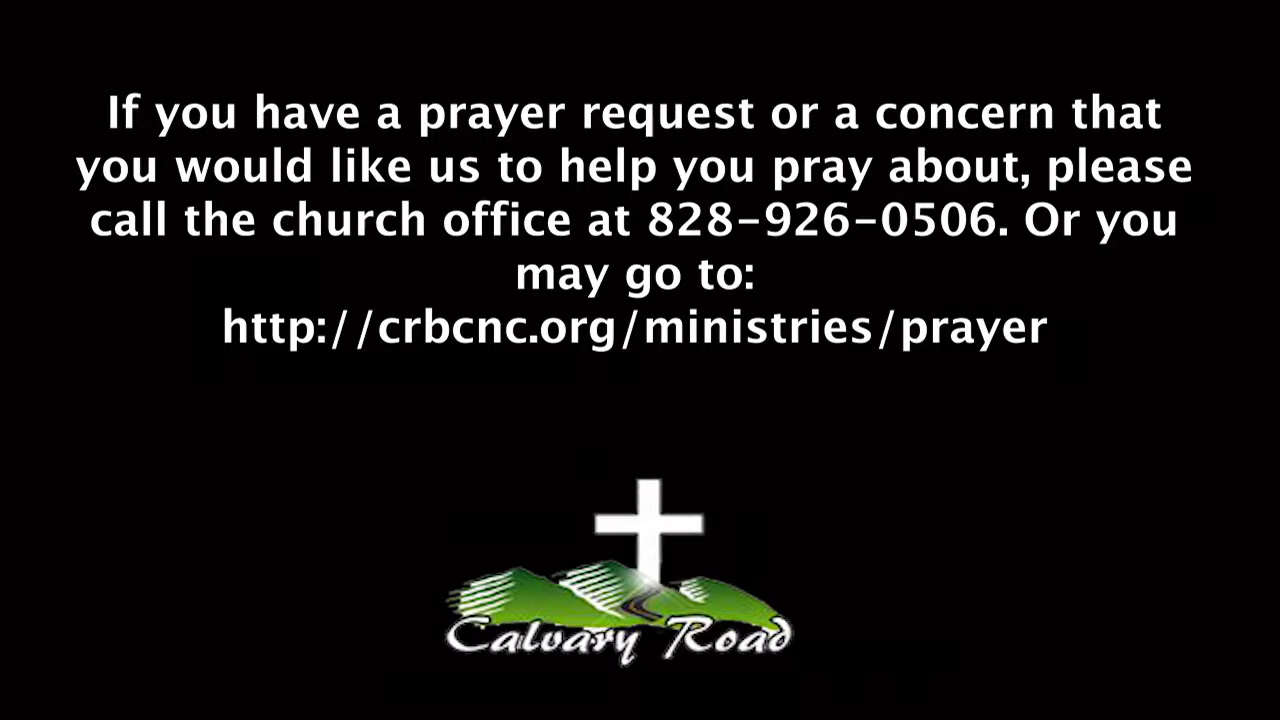 If you have a prayer request or a concern that
you would like us to help you pray about, please
call the church office at 828-926-0506. Or you
may go to:
http://crbcnc.org/ministries/prayer
Calvary Road